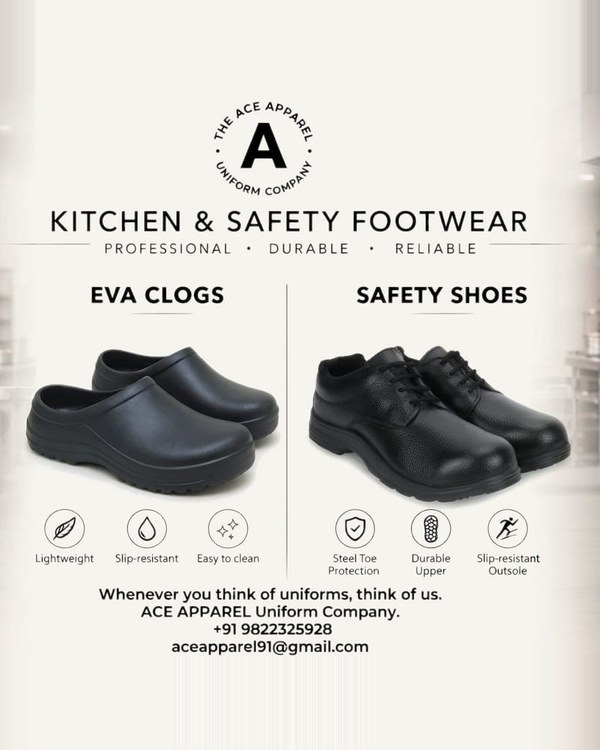 THE ACE APPAREL
A
UNIFORM COMPANY
KITCHEN & SAFETY FOOTWEAR
PROFESSIONAL • DURABLE • RELIABLE
EVA CLOGS
SAFETY SHOES
Lightweight
Slip-resistant
Easy to clean
Steel Toe
Protection
Durable
Upper
Slip-resistant
Outsole
Whenever you think of uniforms, think of us.
ACE APPAREL Uniform Company.
+91 9822325928
aceapparel91@gmail.com